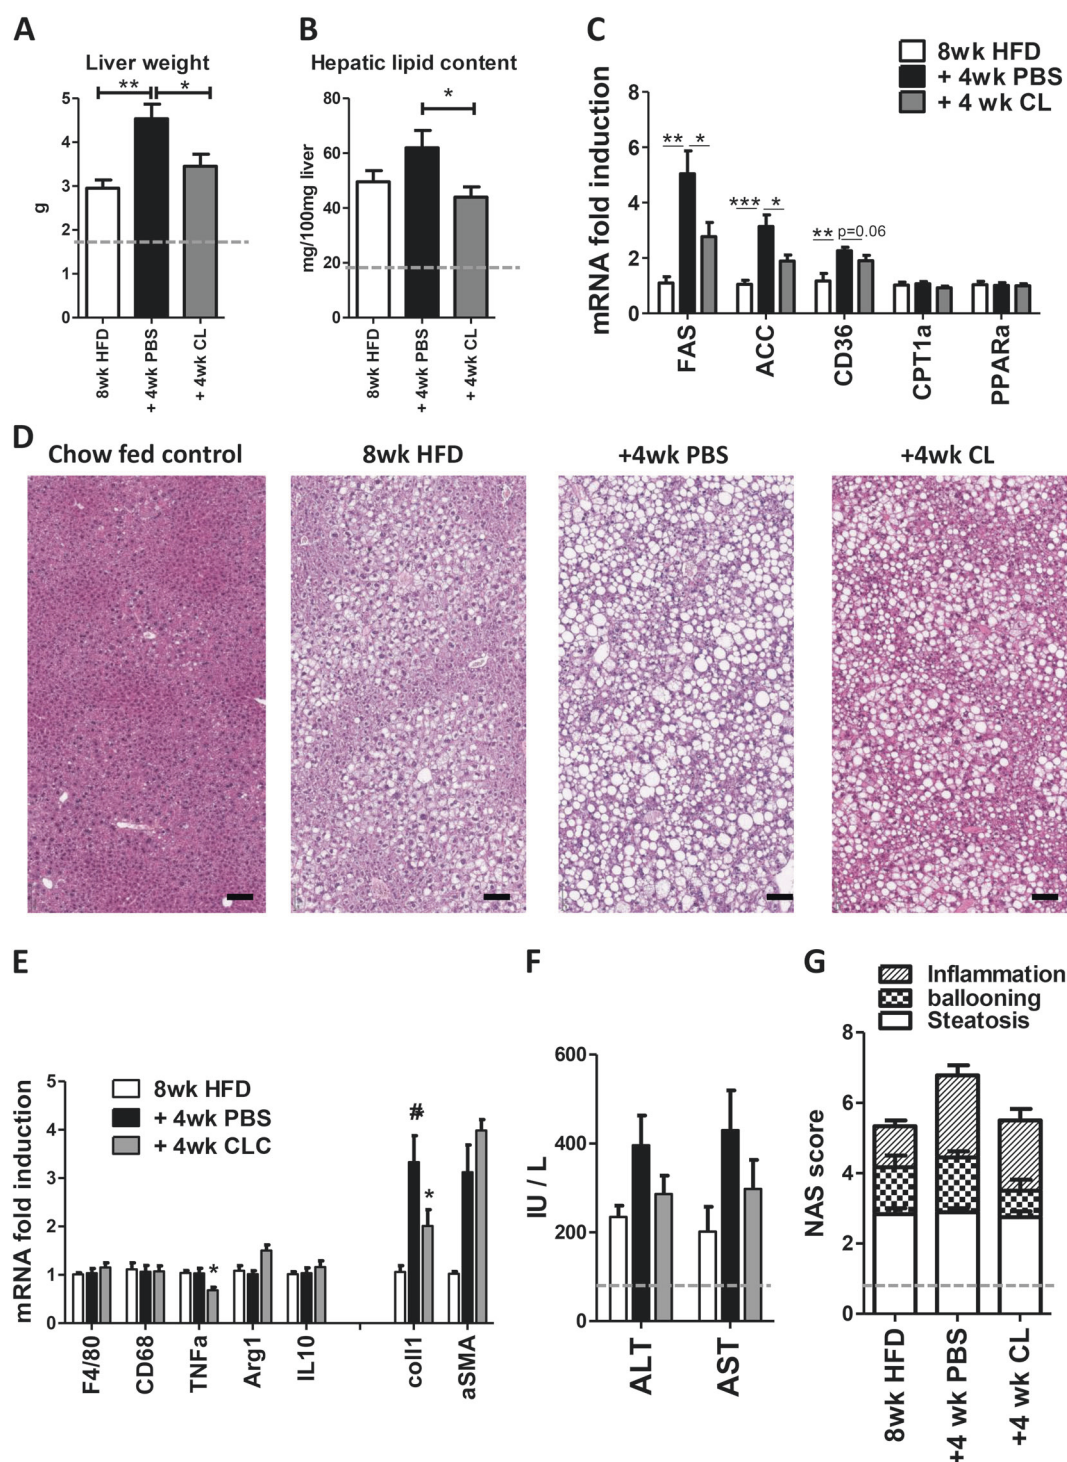 A
Liver weight
** *
5
4
3
2
1
0
g
8wk HFD
+ 4wk PBS
+ 4wk CL
B
Hepatic lipid content
*
80
60
40
20
0
mg/100mg liver
8wk HFD
+ 4wk PBS
+ 4wk CL
C
8wk HFD
+ 4wk PBS
+ 4 wk CL
mRNA fold induction
8
6
4
2
0
** *
*** *
** p=0.06
FAS
ACC
CD36
CPT1a
PPARa
D
Chow fed control
8wk HFD
+4wk PBS
+4wk CL
E
8wk HFD
+ 4wk PBS
+ 4wk CLC
mRNA fold induction
5
4
3
2
1
0
*
#
*
F4/80
CD68
TNFa
Arg1
IL10
coll1
aSMA
F
600
400
200
0
IU / L
ALT
AST
G
Inflammation
ballooning
Steatosis
NAS score
8
6
4
2
0
8wk HFD
+4 wk PBS
+4 wk CL